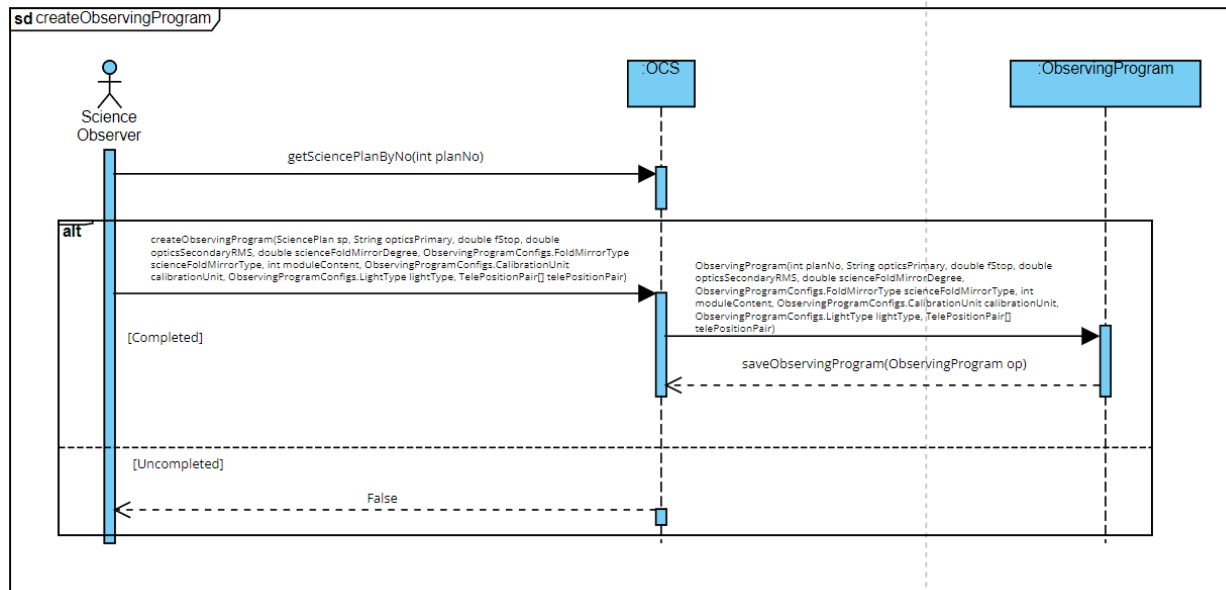 sd createObservingProgram
Science
Observer
:OCS
:ObservingProgram
getSciencePlanByNo(int planNo)
alt
createObservingProgram(SciencePlan sp, String opticsPrimary, double fStop, double
opticsSecondaryRMS, double scienceFoldMirrorDegree, ObservingProgramConfigs.FoldMirrorType
scienceFoldMirrorType, int moduleContent, ObservingProgramConfigs.CalibrationUnit
calibrationUnit, ObservingProgramConfigs.LightType lightType, TelePositionPair[] telePositionPair)
ObservingProgram(int planNo, String opticsPrimary, double fStop, double
opticsSecondaryRMS, double scienceFoldMirrorDegree,
ObservingProgramConfigs.FoldMirrorType scienceFoldMirrorType, int
moduleContent, ObservingProgramConfigs.CalibrationUnit calibrationUnit,
ObservingProgramConfigs.LightType lightType, TelePositionPair[]
telePositionPair)
[Completed]
saveObservingProgram(ObservingProgram op)
[Uncompleted]
False